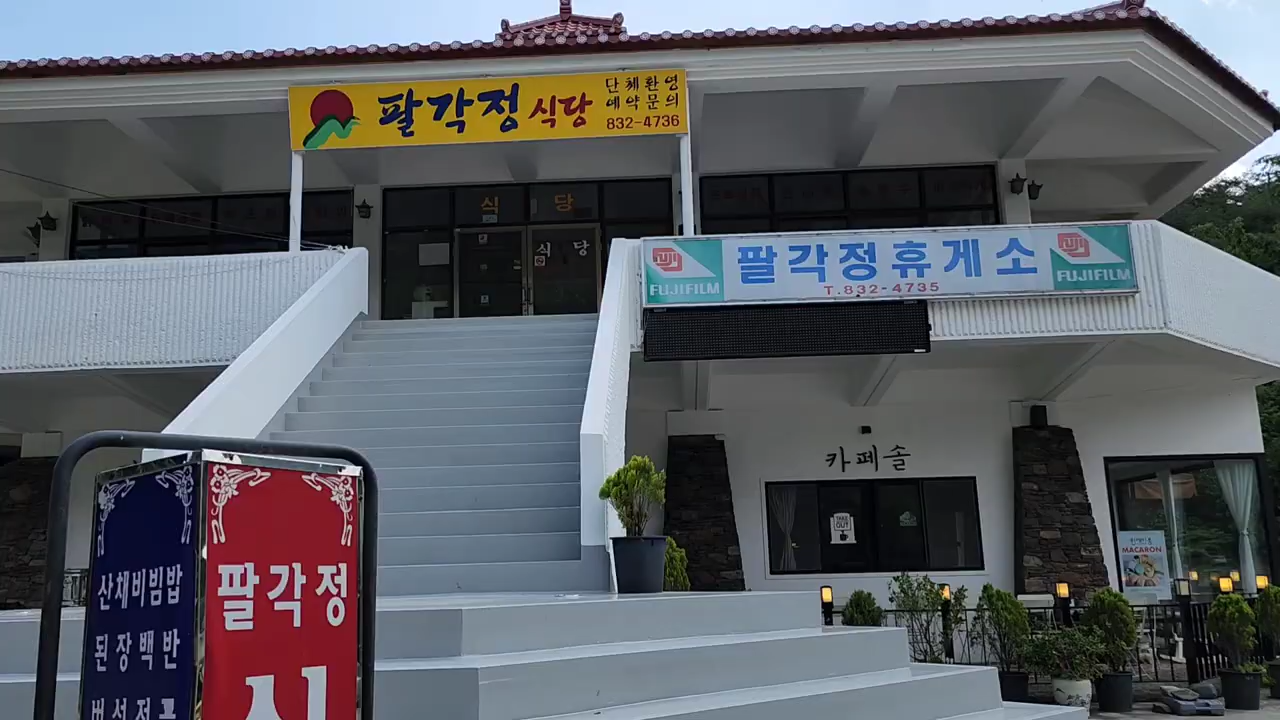 팔각정 식당
단체환영
예약문의
832-4736
식당
식당
FUJIFILM
팔각정휴게소
T.832-4735
FUJIFILM
카페솔
TAKE
OUT
MACARON
산채비빔밥
된장백반
팔각정